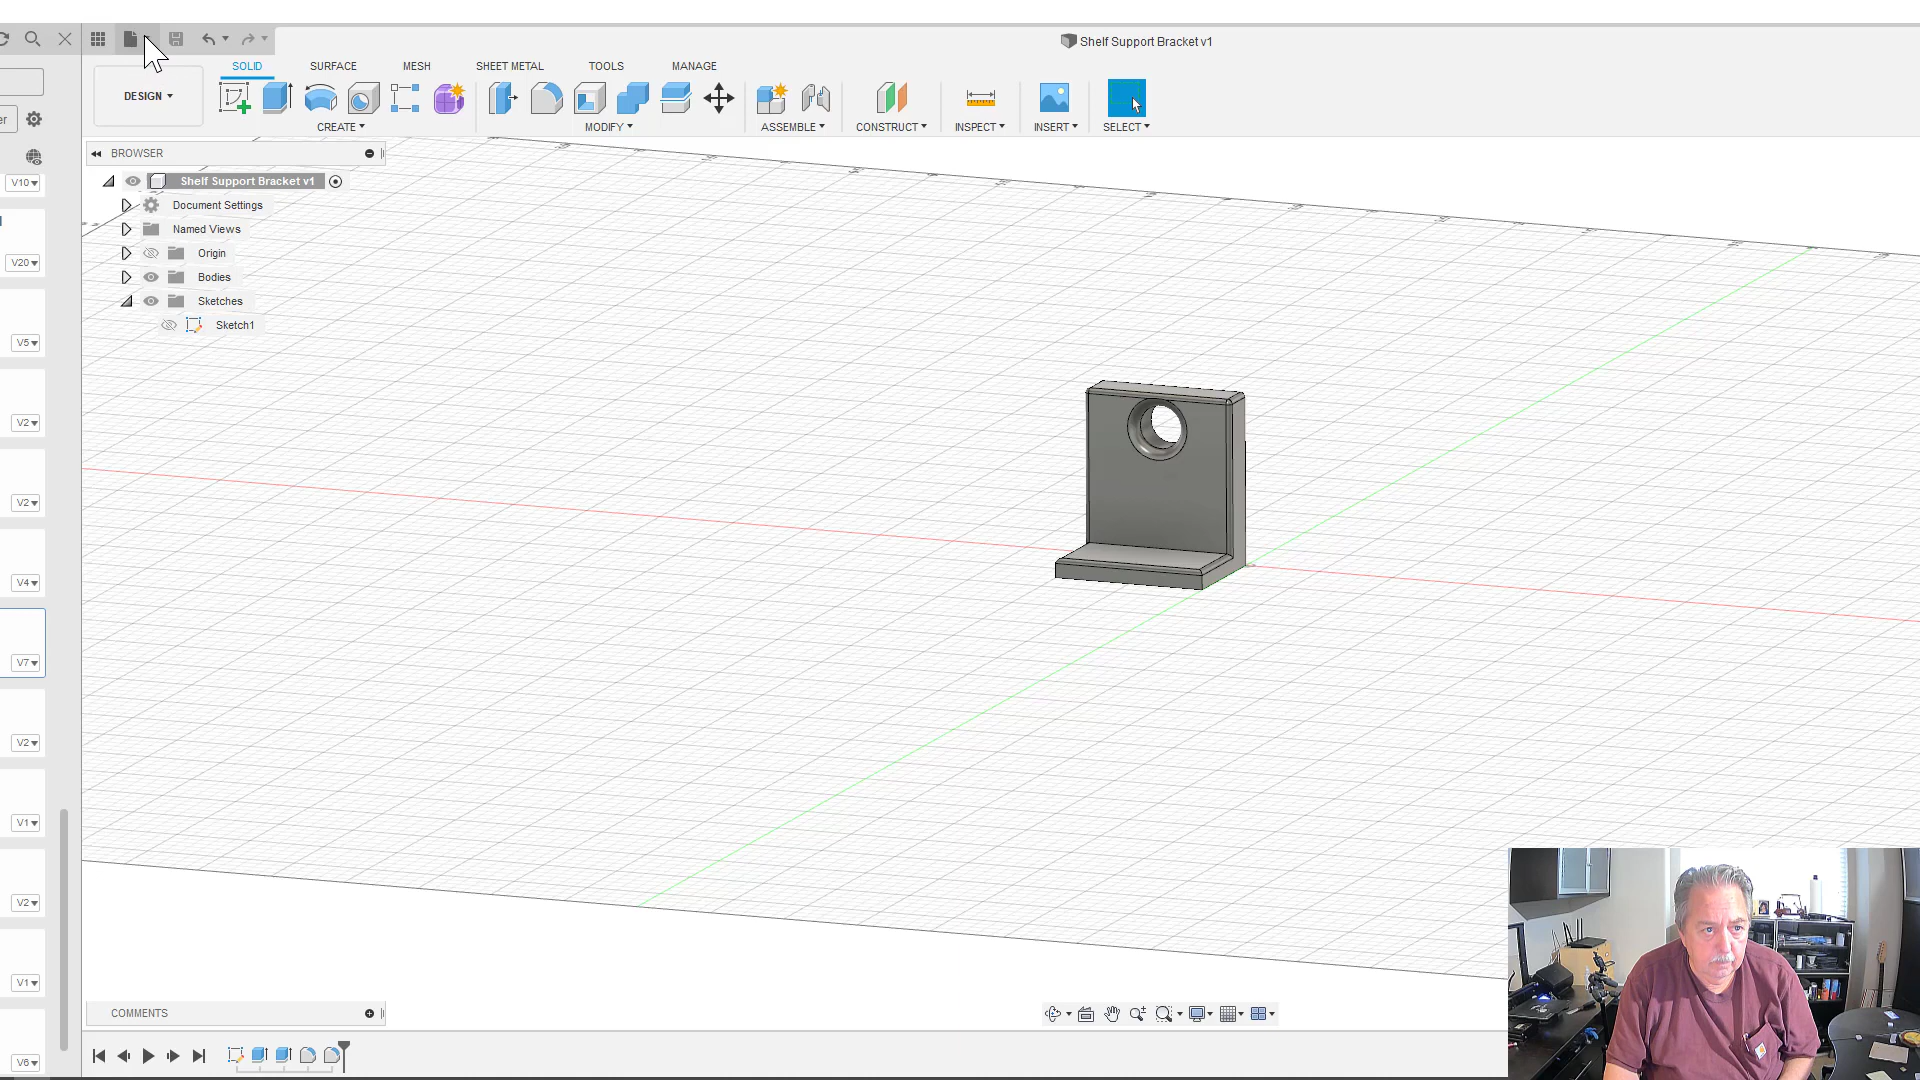 Shelf Support Bracket v1
SOLID SURFACE MESH SHEET METAL TOOLS MANAGE
DESIGN
CREATE MODIFY ASSEMBLE CONSTRUCT INSPECT INSERT SELECT
er
BROWSER
Shelf Support Bracket v1
Document Settings
Named Views
Origin
Bodies
Sketches
Sketch1
V10
V20
V5
V2
V2
V4
V7
V2
V1
V2
V1
V6
COMMENTS